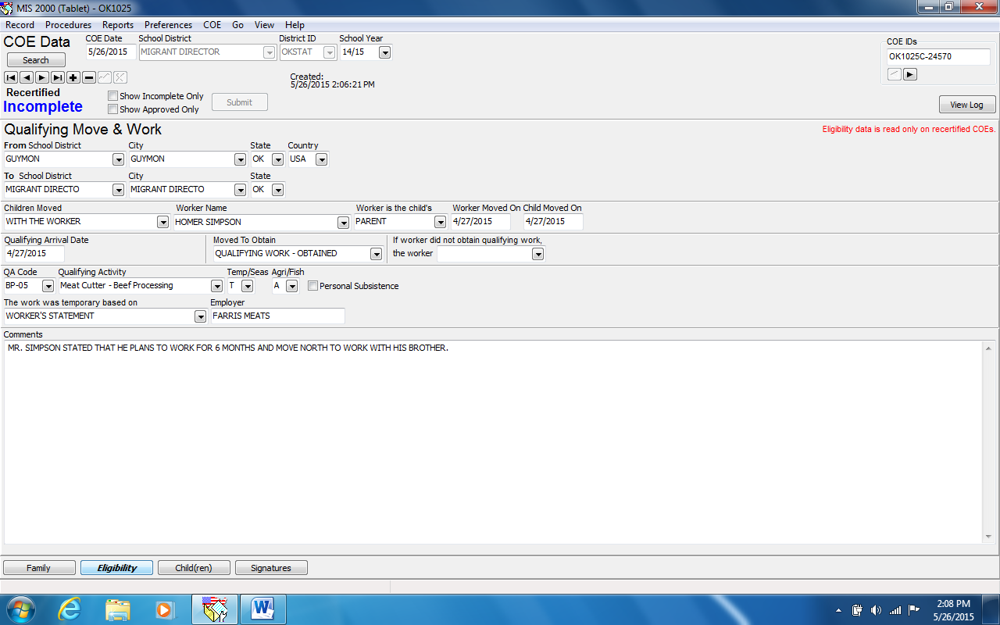 MIS 2000 (Tablet) - OK1025
Record Procedures Reports Preferences COE Go View Help
COE Data
COE Date School District District ID School Year
5/26/2015 MIGRANT DIRECTOR OKSTAT 14/15
Search
COE IDs
OK1025C-24570
Created:
5/26/2015 2:06:21 PM
Recertified
Incomplete
Show Incomplete Only
Show Approved Only
Submit
View Log
Qualifying Move & Work
Eligibility data is read only on recertified COEs.
From School District City State Country
GUYMON GUYMON OK USA
To School District City State
MIGRANT DIRECTO MIGRANT DIRECTO OK
Children Moved Worker Name Worker is the child's Worker Moved On Child Moved On
WITH THE WORKER HOMER SIMPSON PARENT 4/27/2015 4/27/2015
Qualifying Arrival Date Moved To Obtain If worker did not obtain qualifying work,
4/27/2015 QUALIFYING WORK - OBTAINED the worker
QA Code Qualifying Activity Temp/Seas Agri/Fish
BP-05 Meat Cutter - Beef Processing T A Personal Subsistence
The work was temporary based on Employer
WORKER'S STATEMENT FARRIS MEATS
Comments
MR. SIMPSON STATED THAT HE PLANS TO WORK FOR 6 MONTHS AND MOVE NORTH TO WORK WITH HIS BROTHER.
Family Eligibility Child(ren) Signatures
2:08 PM
5/26/2015